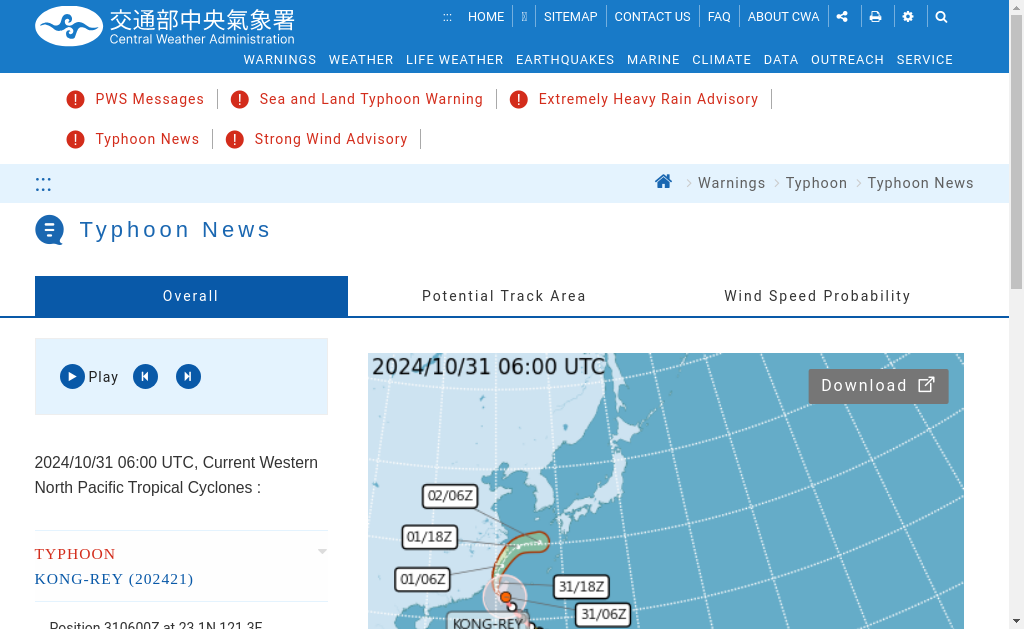 交通部中央氣象署
Central Weather Administration
::: HOME SITEMAP CONTACT US FAQ ABOUT CWA
WARNINGS WEATHER LIFE WEATHER EARTHQUAKES MARINE CLIMATE DATA OUTREACH SERVICE
PWS Messages Sea and Land Typhoon Warning Extremely Heavy Rain Advisory
Typhoon News Strong Wind Advisory
::: Warnings Typhoon Typhoon News
Typhoon News
Overall Potential Track Area Wind Speed Probability
Play
2024/10/31 06:00 UTC, Current Western
North Pacific Tropical Cyclones :
TYPHOON
KONG-REY (202421)
Position 310600Z at 23.1N 121.3E
2024/10/31 06:00 UTC
Download
02/06Z
01/18Z
01/06Z
31/18Z
31/06Z
KONG-REY